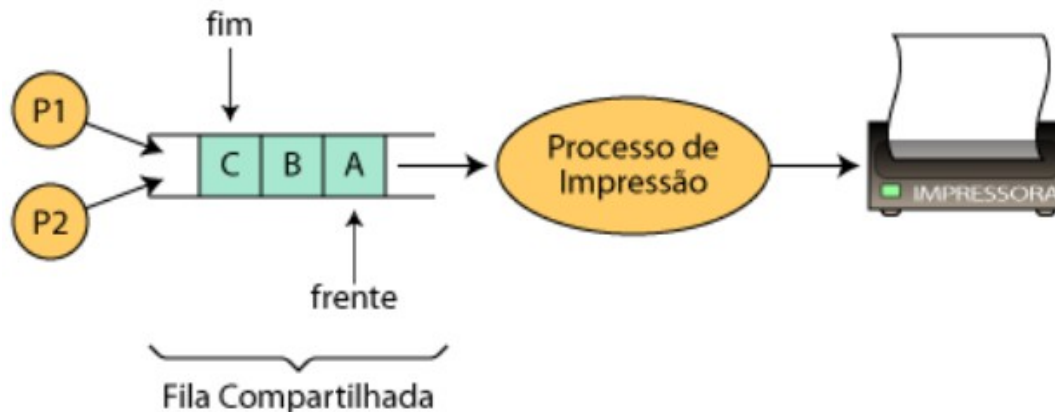 fim
P1
P2
C B A
frente
Fila Compartilhada
Processo de
Impressão
IMPRESSORA